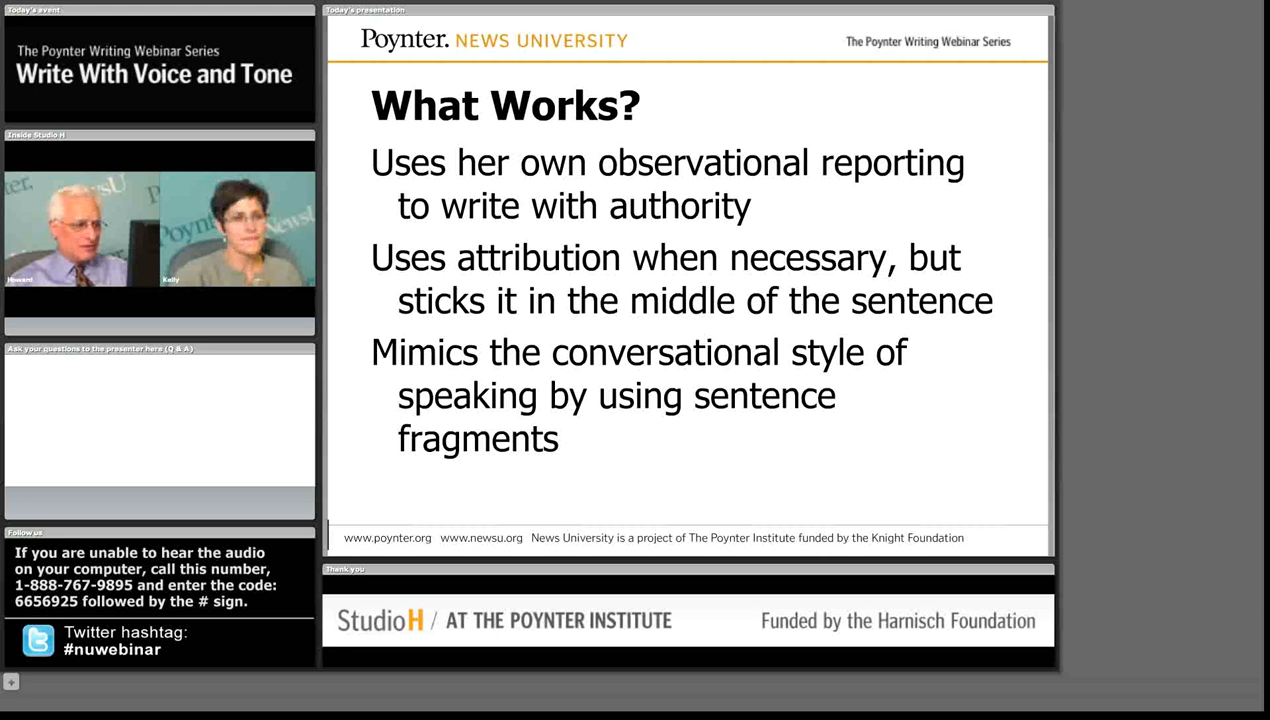 Today's event
The Poynter Writing Webinar Series
Write With Voice and Tone
Inside Studio H
Poynter.
NewsU
Poynter
NewsU
Howard
Kelly
Ask your questions to the presenter here (Q & A)
Follow us
If you are unable to hear the audio
on your computer, call this number,
1-888-767-9895 and enter the code:
6656925 followed by the # sign.
Twitter hashtag:
#nuwebinar
Today's presentation
Poynter. NEWS UNIVERSITY
The Poynter Writing Webinar Series
What Works?
Uses her own observational reporting
to write with authority
Uses attribution when necessary, but
sticks it in the middle of the sentence
Mimics the conversational style of
speaking by using sentence
fragments
www.poynter.org www.newsu.org News University is a project of The Poynter Institute funded by the Knight Foundation
Thank you
StudioH / AT THE POYNTER INSTITUTE
Funded by the Harnisch Foundation